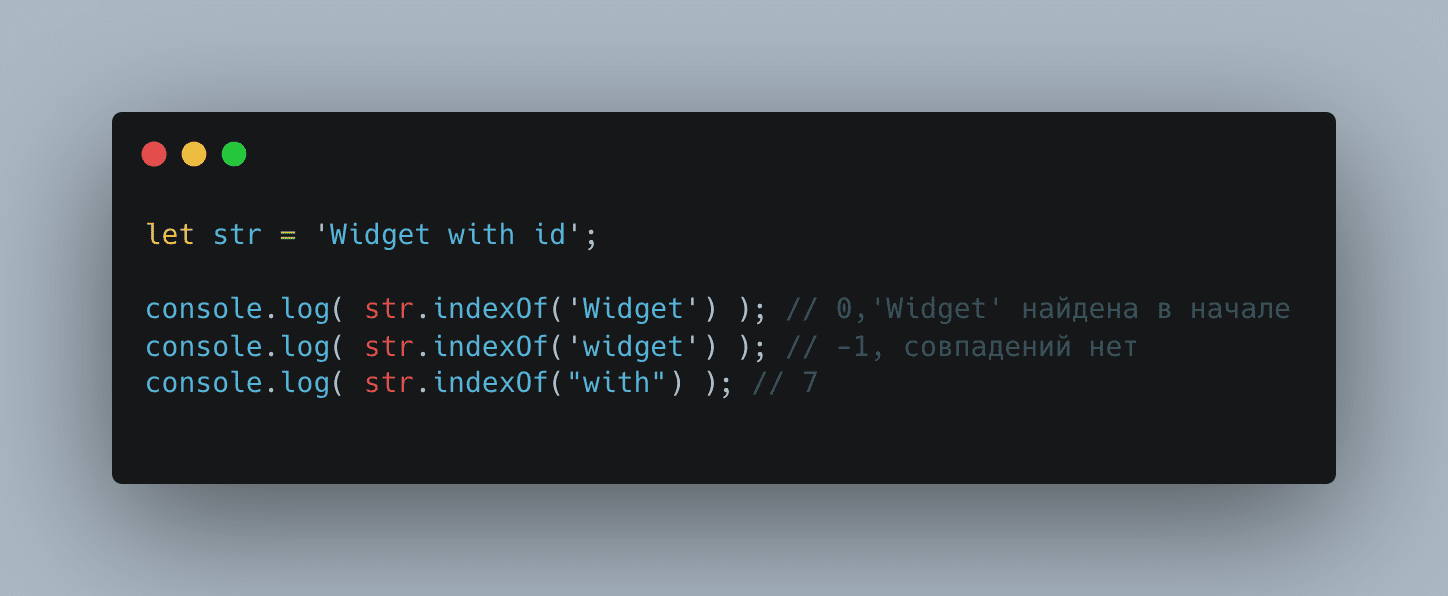 let str = 'Widget with id';
console.log( str.indexOf('Widget') ); // 0,'Widget' найдена в начале
console.log( str.indexOf('widget') ); // -1, совпадений нет
console.log( str.indexOf("with") ); // 7